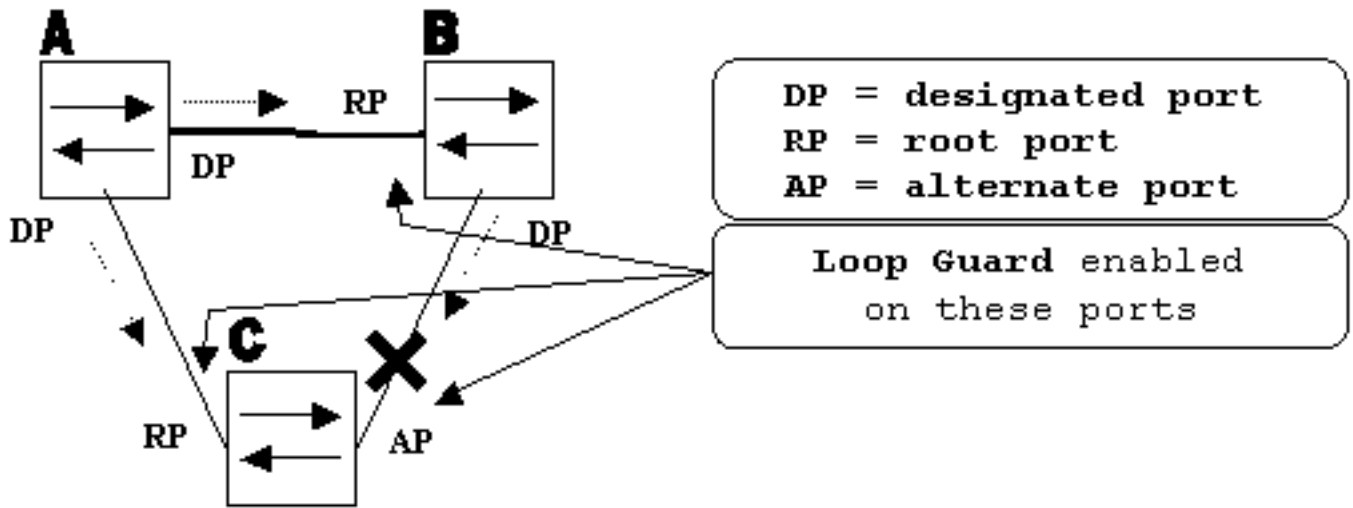 A
B
RP
DP
DP
DP
C
RP
AP
DP = designated port
RP = root port
AP = alternate port
Loop Guard enabled
on these ports